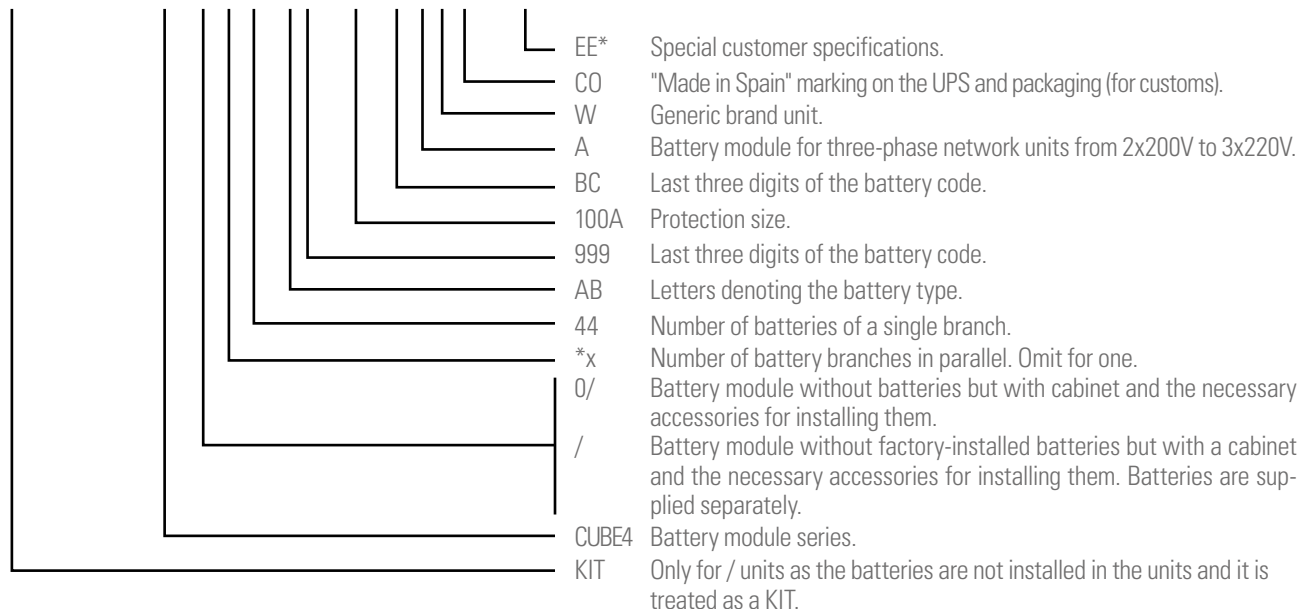 EE* Special customer specifications.
CO "Made in Spain" marking on the UPS and packaging (for customs).
W Generic brand unit.
A Battery module for three-phase network units from 2x200V to 3x220V.
BC Last three digits of the battery code.
100A Protection size.
999 Last three digits of the battery code.
AB Letters denoting the battery type.
44 Number of batteries of a single branch.
*x Number of battery branches in parallel. Omit for one.
0/ Battery module without batteries but with cabinet and the necessary
accessories for installing them.
/ Battery module without factory-installed batteries but with a cabinet
and the necessary accessories for installing them. Batteries are sup-
plied separately.
CUBE4 Battery module series.
KIT Only for / units as the batteries are not installed in the units and it is
treated as a KIT.